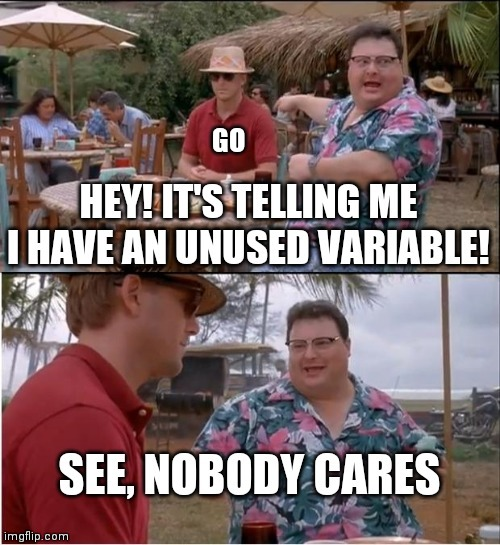 GO
HEY! IT'S TELLING ME
I HAVE AN UNUSED VARIABLE!
SEE, NOBODY CARES
imgflip.com